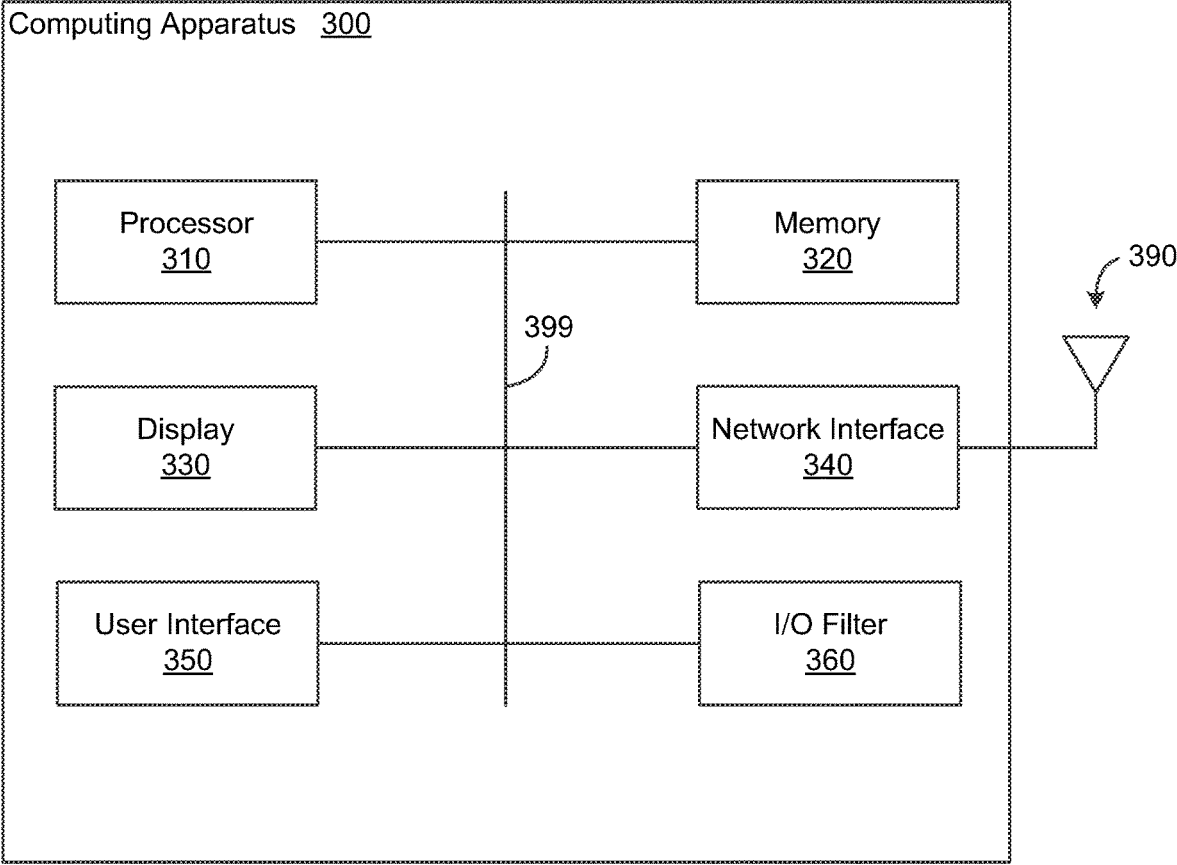 Computing Apparatus 300
Processor
310
Memory
320
390
399
Display
330
Network Interface
340
User Interface
350
I/O Filter
360